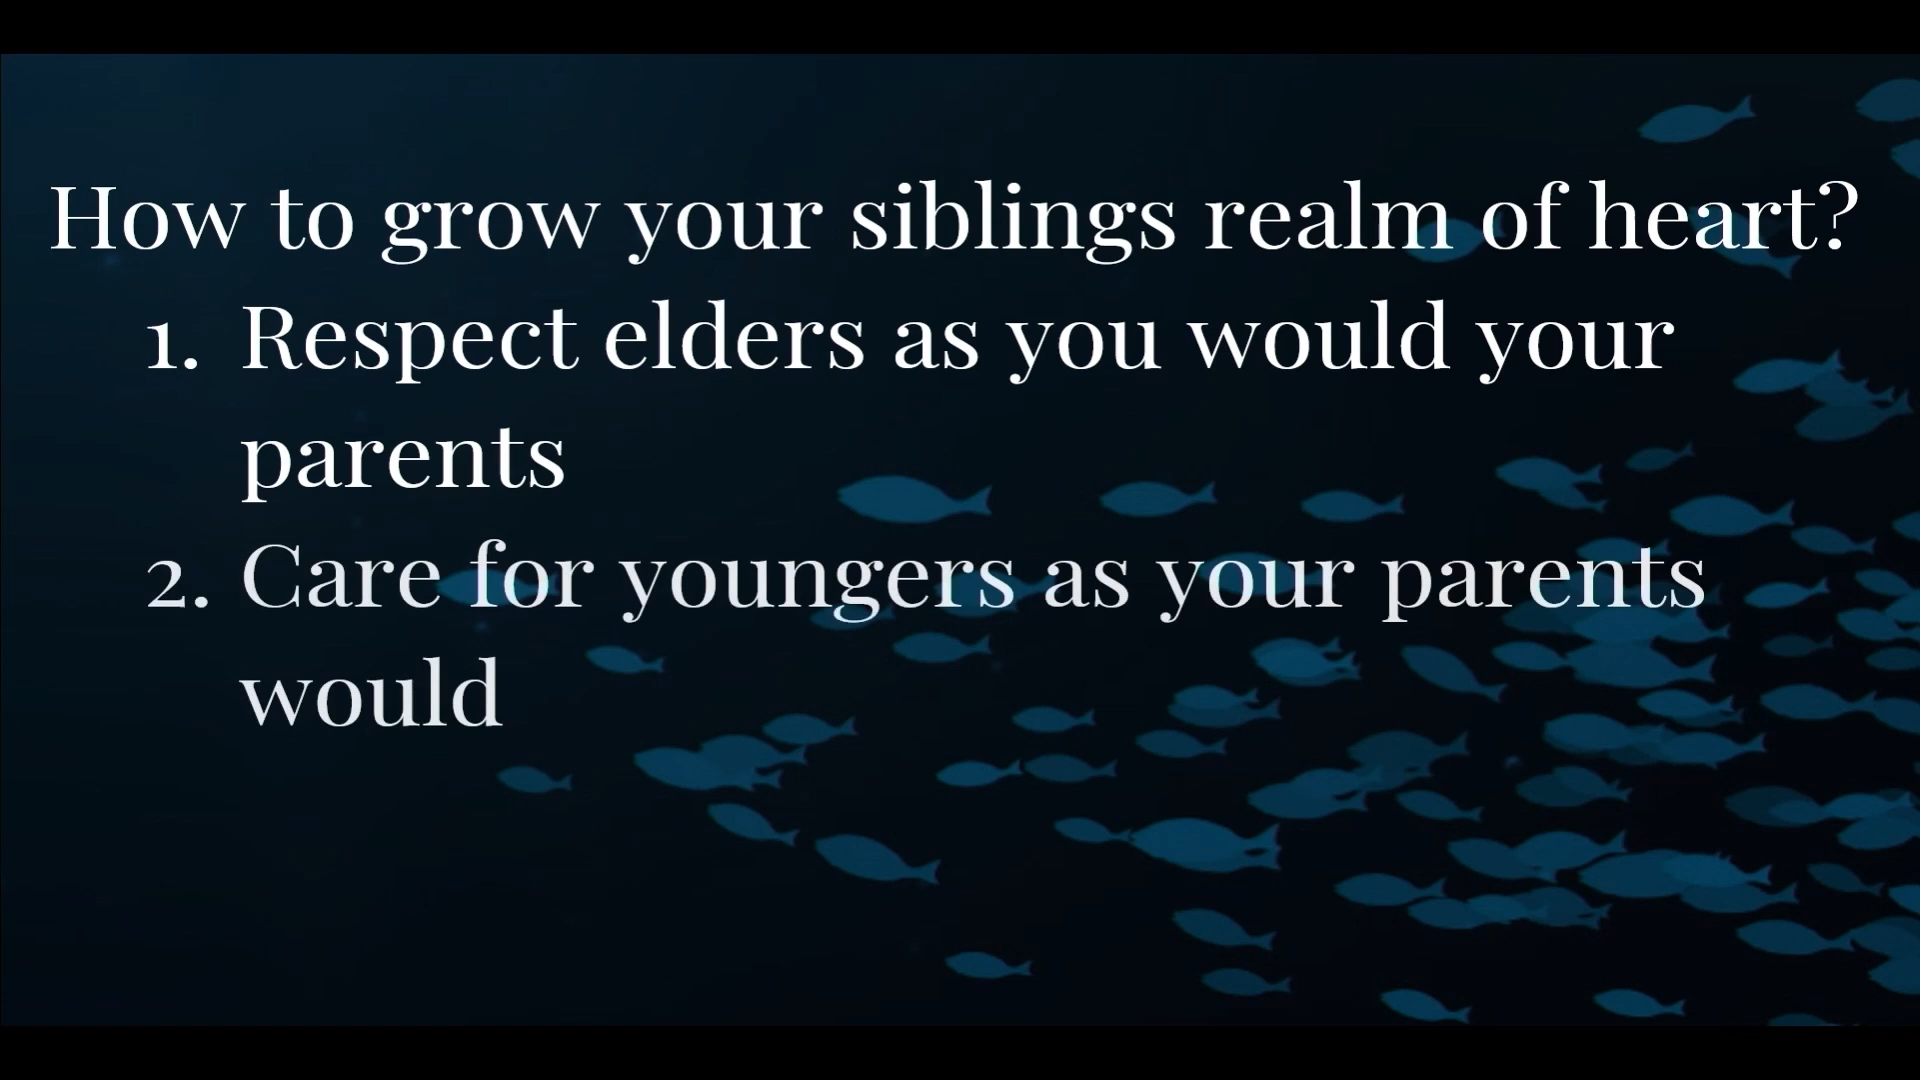 How to grow your siblings realm of heart?
1. Respect elders as you would your
parents
2. Care for youngers as your parents
would